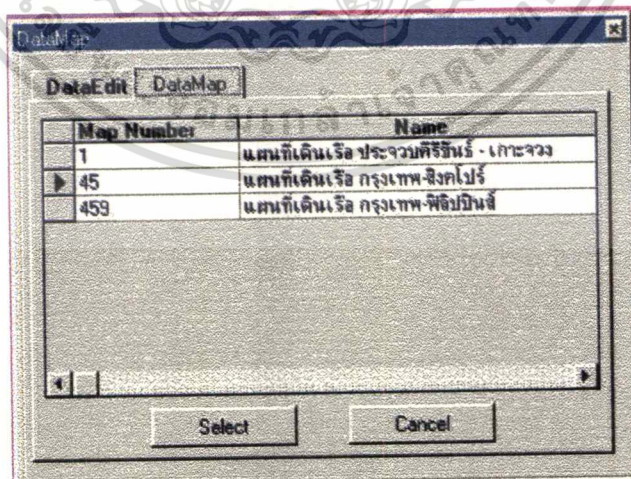 DataMap
DataEdit DataMap
Map Number Name
1 แผนที่เดินเรือ ประจวบคีรีขันธ์ - เกาะจวง
45 แผนที่เดินเรือ กรุงเทพ-สิงคโปร์
459 แผนที่เดินเรือ กรุงเทพ-ฟิลิปปินส์
Select Cancel